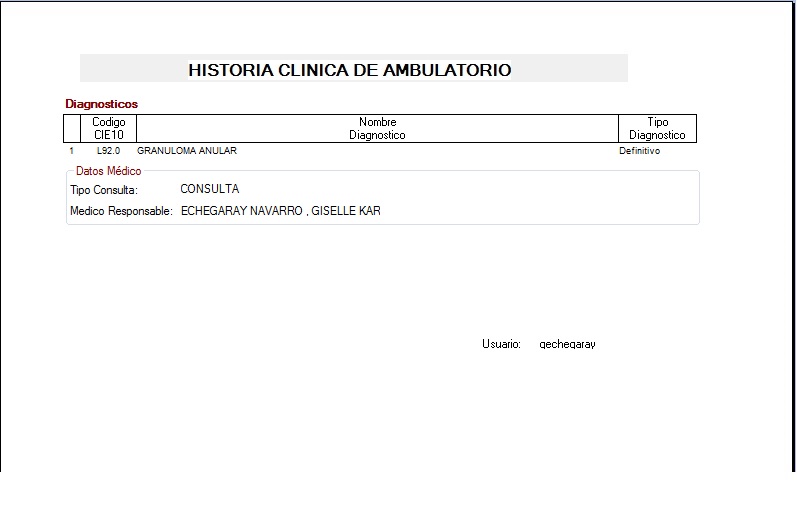 HISTORIA CLINICA DE AMBULATORIO
Diagnosticos
Codigo CIE10 Nombre Diagnostico Tipo Diagnostico
1 L92.0 GRANULOMA ANULAR Definitivo
Datos Médico
Tipo Consulta: CONSULTA
Medico Responsable: ECHEGARAY NAVARRO , GISELLE KAR
Usuario: gechegaray